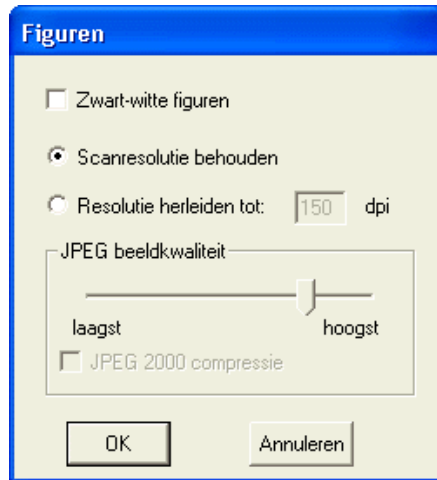 Figuren
Zwart-witte figuren
Scanresolutie behouden
Resolutie herleiden tot: 150 dpi
JPEG beeldkwaliteit
laagst hoogst
JPEG 2000 compressie
OK Annuleren